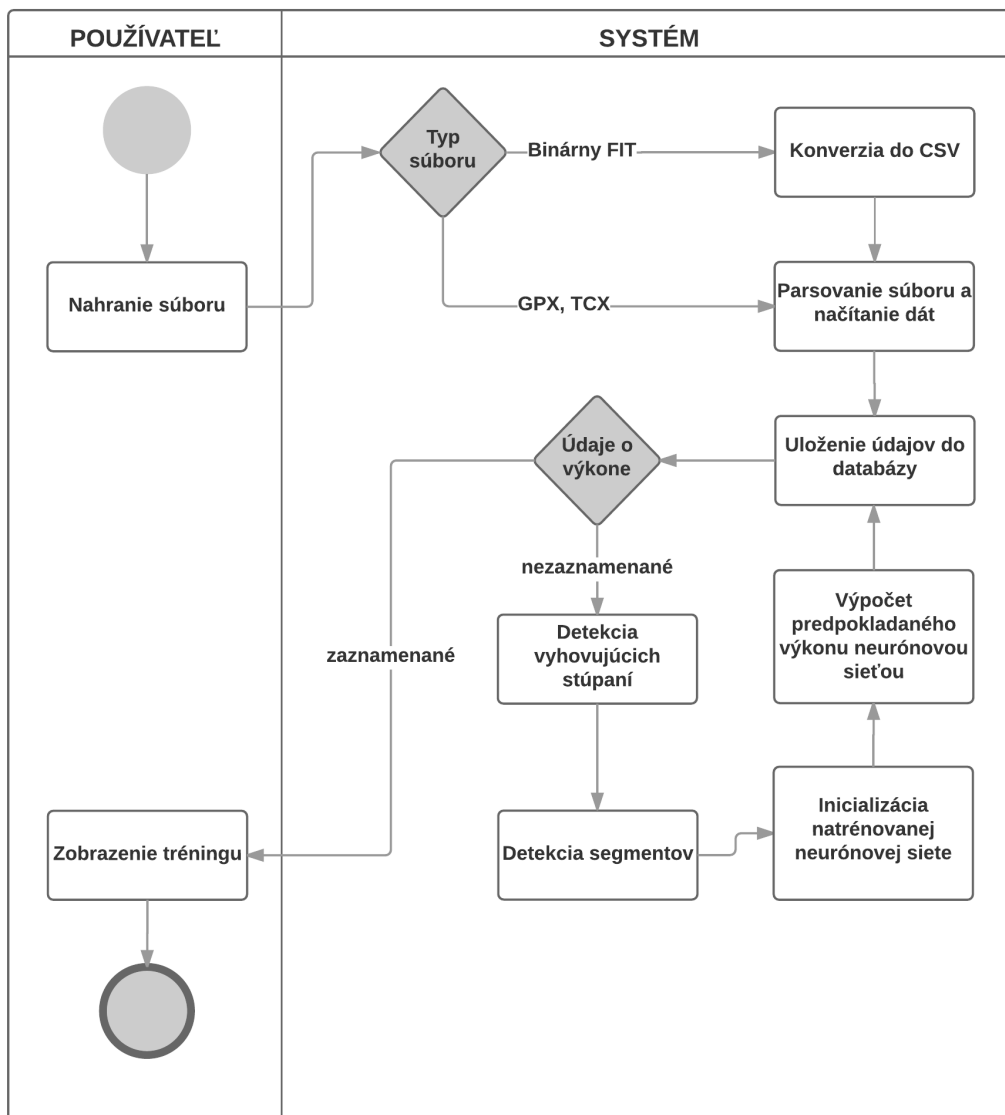 POUŽÍVATEĽ
SYSTÉM
Typ
súboru
Binárny FIT
Konverzia do CSV
Nahranie súboru
GPX, TCX
Parsovanie súboru a
načítanie dát
Údaje o
výkone
Uloženie údajov do
databázy
nezaznamenané
zaznamenané
Detekcia
vyhovujúcich
stúpaní
Výpočet
predpokladaného
výkonu neurónovou
sieťou
Zobrazenie tréningu
Detekcia segmentov
Inicializácia
natrénovanej
neurónovej siete